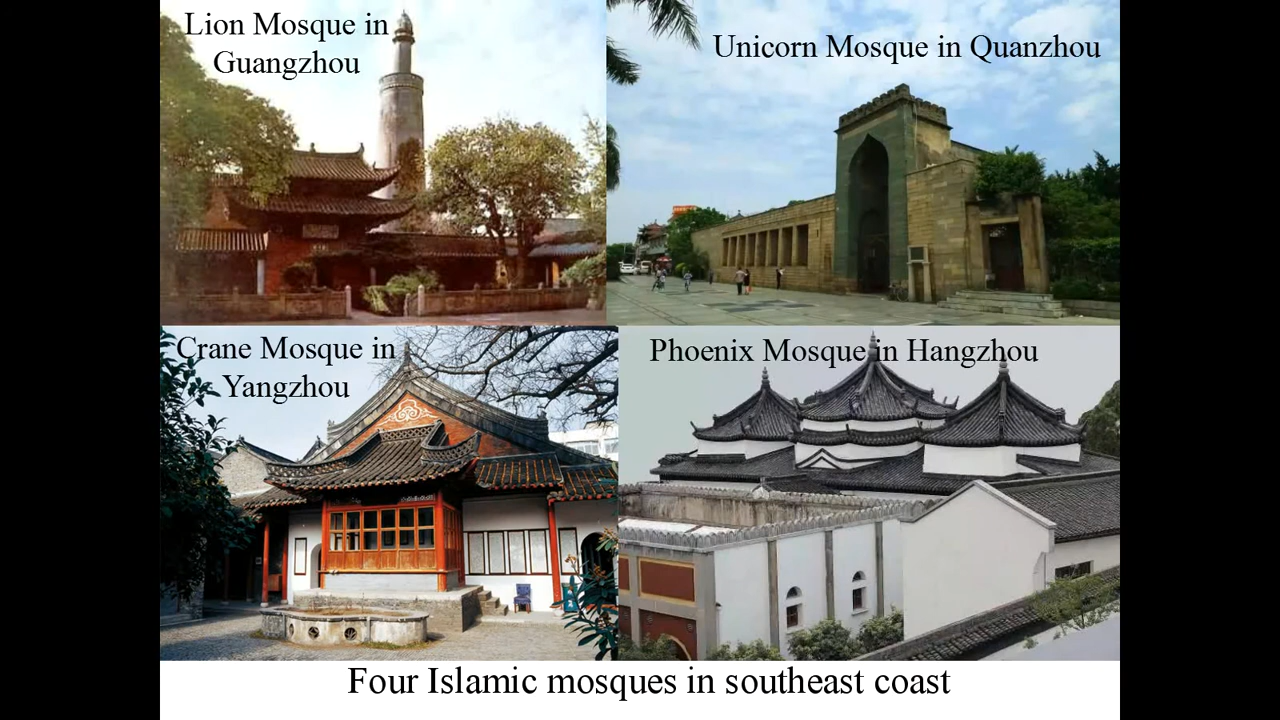 Lion Mosque in
Guangzhou
Unicorn Mosque in Quanzhou
Crane Mosque in
Yangzhou
Phoenix Mosque in Hangzhou
Four Islamic mosques in southeast coast